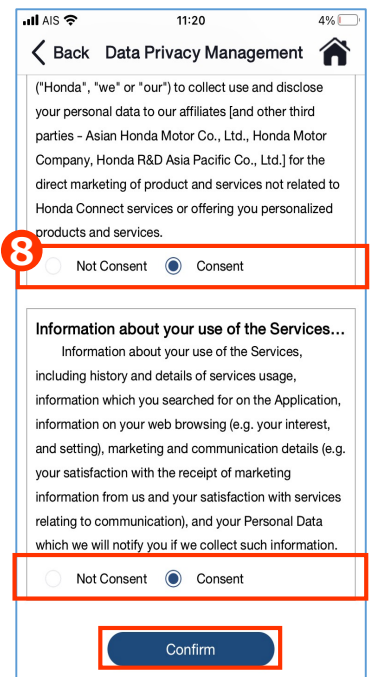 AIS 11:20 4%
Back Data Privacy Management
("Honda", "we" or "our") to collect use and disclose
your personal data to our affiliates [and other third
parties - Asian Honda Motor Co., Ltd., Honda Motor
Company, Honda R&D Asia Pacific Co., Ltd.] for the
direct marketing of product and services not related to
Honda Connect services or offering you personalized
products and services.
8
Not Consent Consent
Information about your use of the Services...
Information about your use of the Services,
including history and details of services usage,
information which you searched for on the Application,
information on your web browsing (e.g. your interest,
and setting), marketing and communication details (e.g.
your satisfaction with the receipt of marketing
information from us and your satisfaction with services
relating to communication), and your Personal Data
which we will notify you if we collect such information.
Not Consent Consent
Confirm